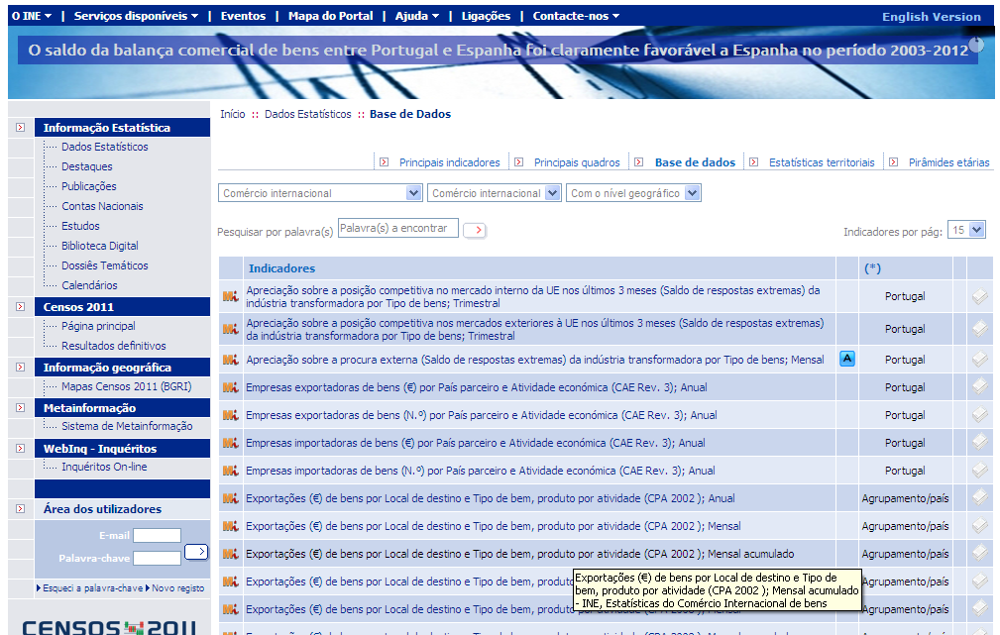 O INE | Serviços disponíveis | Eventos | Mapa do Portal | Ajuda | Ligações | Contacte-nos
English Version
O saldo da balança comercial de bens entre Portugal e Espanha foi claramente favorável a Espanha no período 2003-2012
Informação Estatística
Dados Estatísticos
Destaques
Publicações
Contas Nacionais
Estudos
Biblioteca Digital
Dossiês Temáticos
Calendários
Censos 2011
Página principal
Resultados definitivos
Informação geográfica
Mapas Censos 2011 (BGRI)
Metainformação
Sistema de Metainformação
WebInq - Inquéritos
Inquéritos On-line
Área dos utilizadores
E-mail
Palavra-chave
Esqueci a palavra-chave Novo registo
CENSOS 2011
Início :: Dados Estatísticos :: Base de Dados
Principais indicadores Principais quadros Base de dados Estatísticas territoriais Pirâmides etárias
Comércio internacional Comércio internacional Com o nível geográfico
Pesquisar por palavra(s) Palavra(s) a encontrar
Indicadores por pág: 15
Indicadores (*)
Apreciação sobre a posição competitiva no mercado interno da UE nos últimos 3 meses (Saldo de respostas extremas) da
indústria transformadora por Tipo de bens; Trimestral
Portugal
Apreciação sobre a posição competitiva nos mercados exteriores à UE nos últimos 3 meses (Saldo de respostas extremas)
da indústria transformadora por Tipo de bens; Trimestral
Portugal
Apreciação sobre a procura externa (Saldo de respostas extremas) da indústria transformadora por Tipo de bens; Mensal A Portugal
Empresas exportadoras de bens (€) por País parceiro e Atividade económica (CAE Rev. 3); Anual Portugal
Empresas exportadoras de bens (N.º) por País parceiro e Atividade económica (CAE Rev. 3); Anual Portugal
Empresas importadoras de bens (€) por País parceiro e Atividade económica (CAE Rev. 3); Anual Portugal
Empresas importadoras de bens (N.º) por País parceiro e Atividade económica (CAE Rev. 3); Anual Portugal
Exportações (€) de bens por Local de destino e Tipo de bem, produto por atividade (CPA 2002 ); Anual Agrupamento/país
Exportações (€) de bens por Local de destino e Tipo de bem, produto por atividade (CPA 2002 ); Mensal Agrupamento/país
Exportações (€) de bens por Local de destino e Tipo de bem, produto por atividade (CPA 2002 ); Mensal acumulado Agrupamento/país
Exportações (€) de bens por Local de destino e Tipo de bem, Agrupamento/país
Exportações (€) de bens por Local de destino e Tipo de bem, Agrupamento/país
Exportações (€) de bens por Local de destino e Tipo de
bem, produto por atividade (CPA 2002 ); Mensal acumulado
- INE, Estatísticas do Comércio Internacional de bens